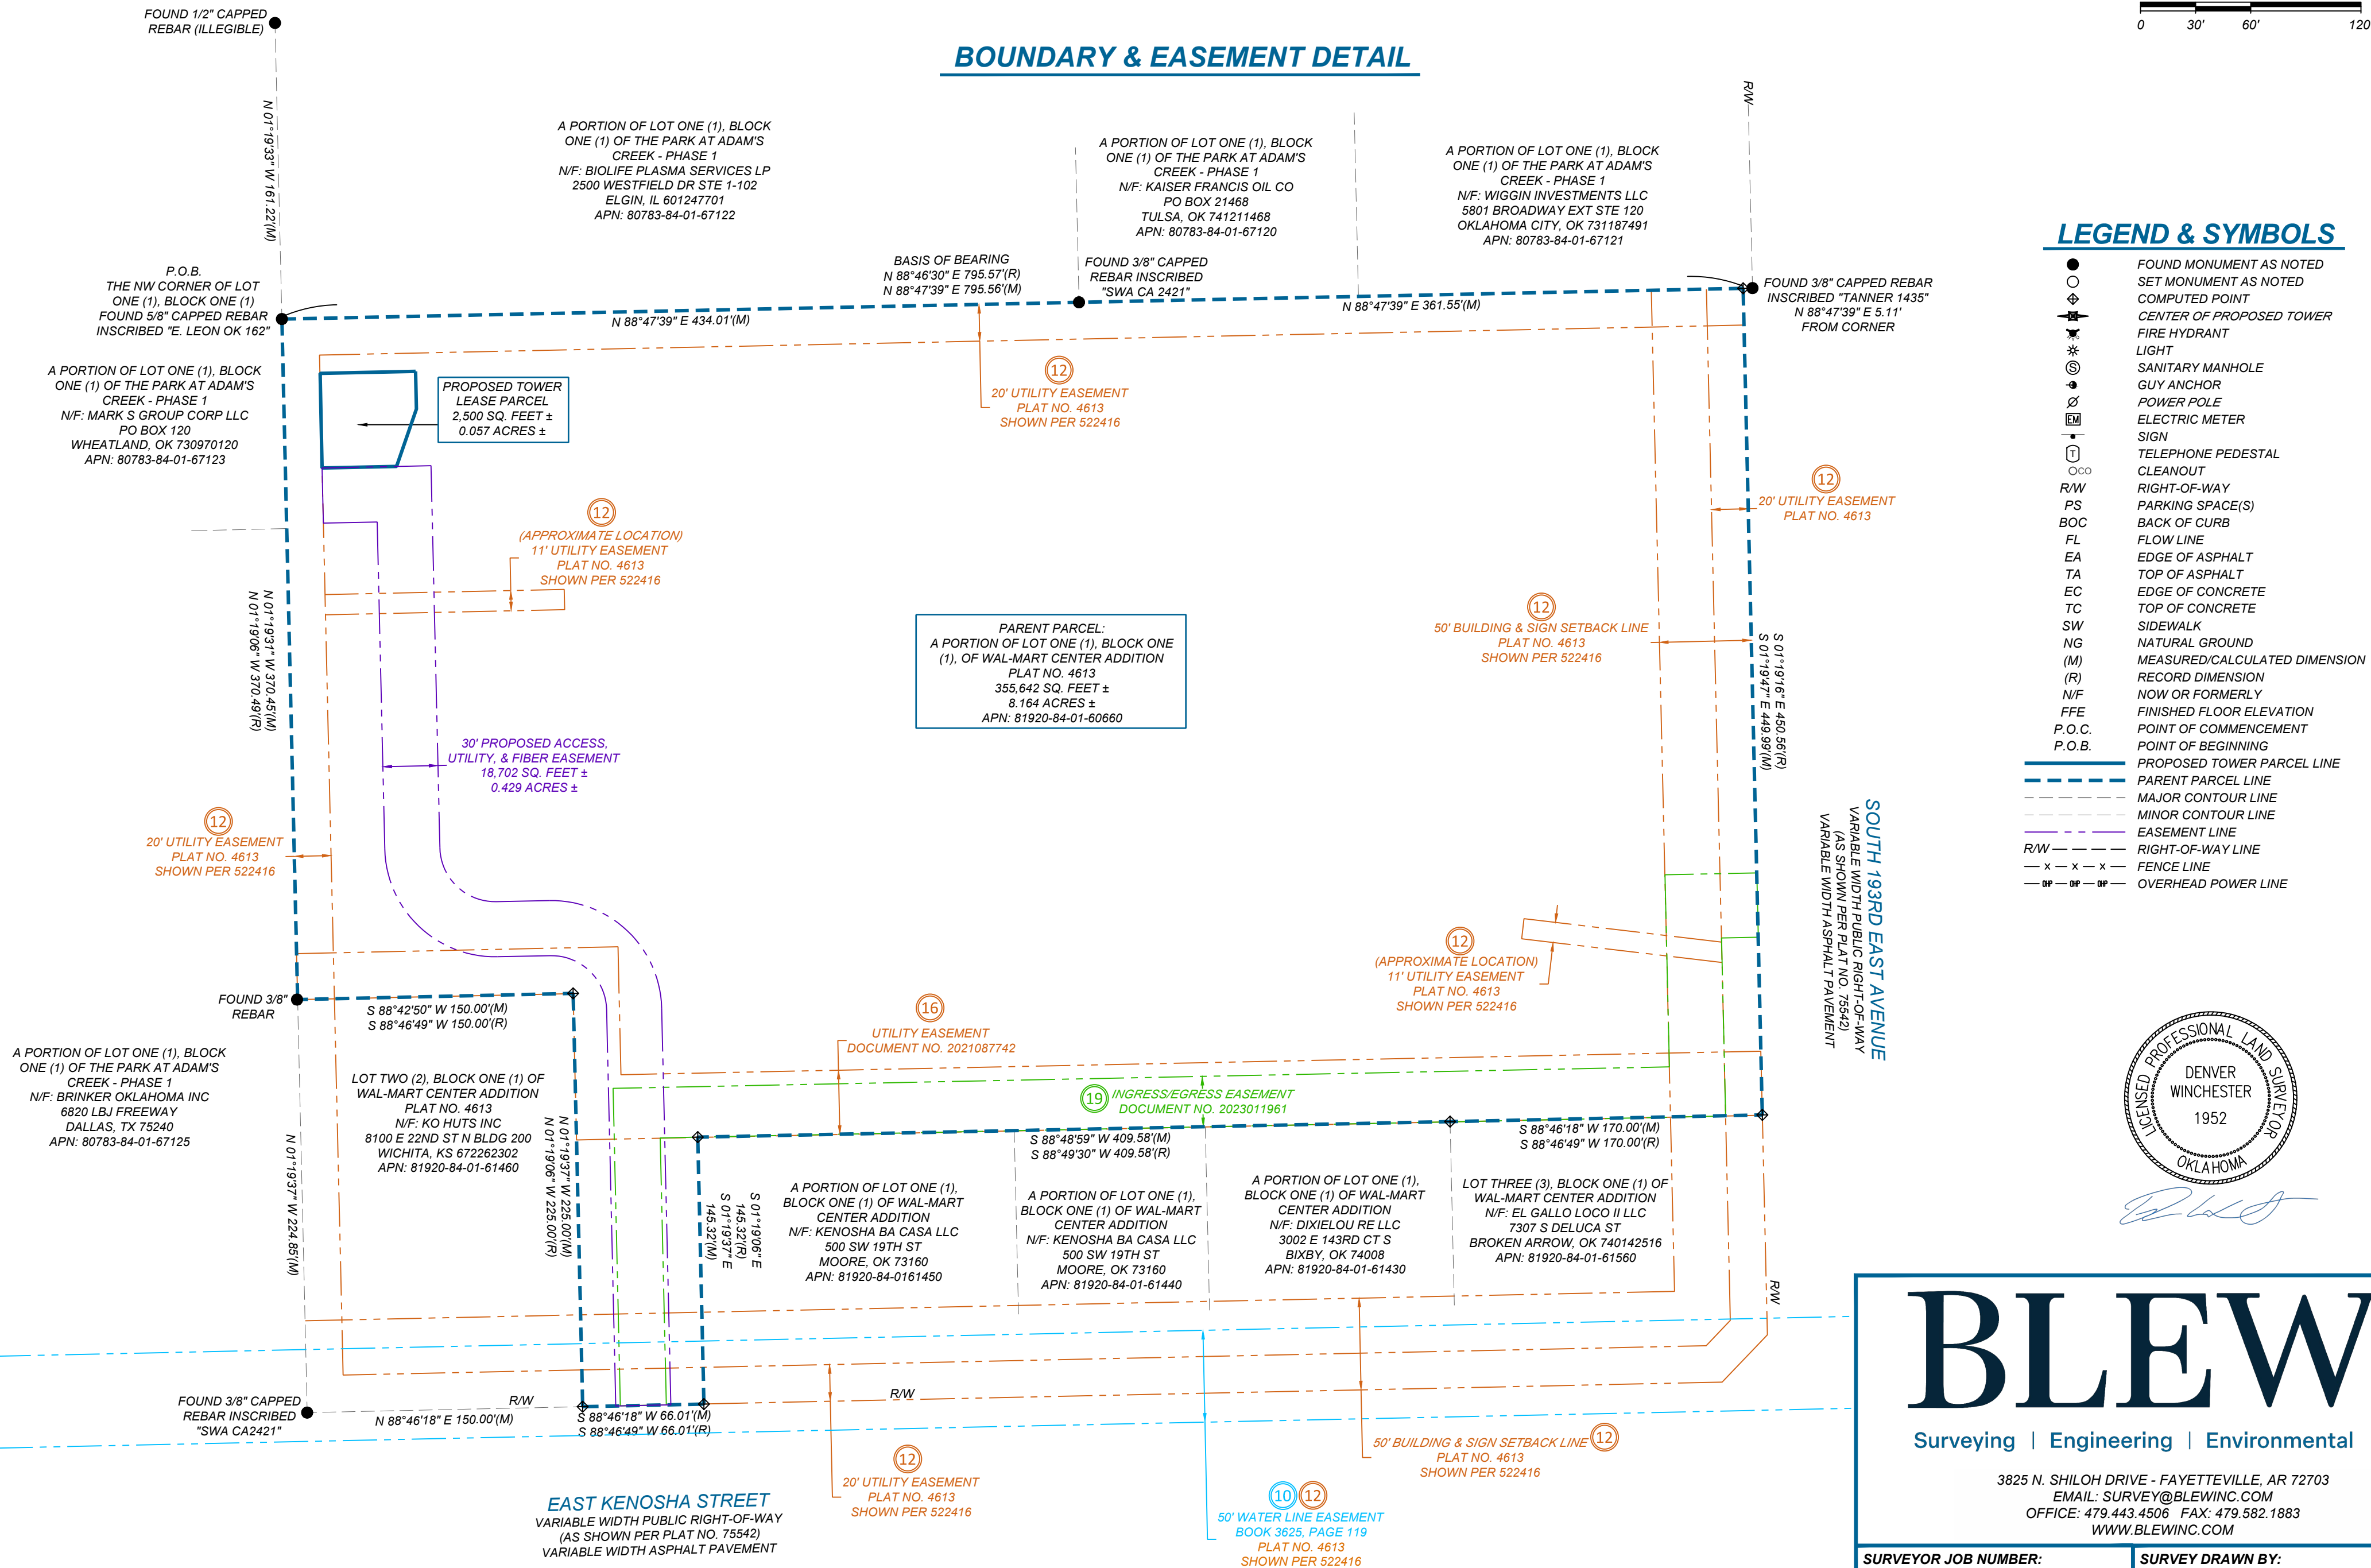 FOUND 1/2" CAPPED
REBAR (ILLEGIBLE)
0 30' 60' 120
BOUNDARY & EASEMENT DETAIL
N 01°19'33" W 161.22'(M)
R/W
A PORTION OF LOT ONE (1), BLOCK
ONE (1) OF THE PARK AT ADAM'S
CREEK - PHASE 1
N/F: BIOLIFE PLASMA SERVICES LP
2500 WESTFIELD DR STE 1-102
ELGIN, IL 601247701
APN: 80783-84-01-67122
A PORTION OF LOT ONE (1), BLOCK
ONE (1) OF THE PARK AT ADAM'S
CREEK - PHASE 1
N/F: KAISER FRANCIS OIL CO
PO BOX 21468
TULSA, OK 741211468
APN: 80783-84-01-67120
A PORTION OF LOT ONE (1), BLOCK
ONE (1) OF THE PARK AT ADAM'S
CREEK - PHASE 1
N/F: WIGGIN INVESTMENTS LLC
5801 BROADWAY EXT STE 120
OKLAHOMA CITY, OK 731187491
APN: 80783-84-01-67121
P.O.B.
THE NW CORNER OF LOT
ONE (1), BLOCK ONE (1)
FOUND 5/8" CAPPED REBAR
INSCRIBED "E. LEON OK 162"
BASIS OF BEARING
N 88°46'30" E 795.57'(R)
N 88°47'39" E 795.56'(M)
FOUND 3/8" CAPPED
REBAR INSCRIBED
"SWA CA 2421"
N 88°47'39" E 434.01'(M)
N 88°47'39" E 361.55'(M)
FOUND 3/8" CAPPED REBAR
INSCRIBED "TANNER 1435"
N 88°47'39" E 5.11'
FROM CORNER
A PORTION OF LOT ONE (1), BLOCK
ONE (1) OF THE PARK AT ADAM'S
CREEK - PHASE 1
N/F: MARK S GROUP CORP LLC
PO BOX 120
WHEATLAND, OK 730970120
APN: 80783-84-01-67123
PROPOSED TOWER
LEASE PARCEL
2,500 SQ. FEET ±
0.057 ACRES ±
12
20' UTILITY EASEMENT
PLAT NO. 4613
SHOWN PER 522416
12
20' UTILITY EASEMENT
PLAT NO. 4613
12
(APPROXIMATE LOCATION)
11' UTILITY EASEMENT
PLAT NO. 4613
SHOWN PER 522416
N 01°19'31" W 370.45'(M)
N 01°19'06" W 370.49'(R)
PARENT PARCEL:
A PORTION OF LOT ONE (1), BLOCK ONE
(1), OF WAL-MART CENTER ADDITION
PLAT NO. 4613
355,642 SQ. FEET ±
8.164 ACRES ±
APN: 81920-84-01-60660
12
50' BUILDING & SIGN SETBACK LINE
PLAT NO. 4613
SHOWN PER 522416
S 01°19'16" E 450.56'(R)
S 01°19'47" E 449.99'(M)
30' PROPOSED ACCESS,
UTILITY, & FIBER EASEMENT
18,702 SQ. FEET ±
0.429 ACRES ±
12
20' UTILITY EASEMENT
PLAT NO. 4613
SHOWN PER 522416
SOUTH 193RD EAST AVENUE
VARIABLE WIDTH PUBLIC RIGHT-OF-WAY
(AS SHOWN PER PLAT NO. 75542)
VARIABLE WIDTH ASPHALT PAVEMENT
12
(APPROXIMATE LOCATION)
11' UTILITY EASEMENT
PLAT NO. 4613
SHOWN PER 522416
FOUND 3/8"
REBAR
S 88°42'50" W 150.00'(M)
S 88°46'49" W 150.00'(R)
16
UTILITY EASEMENT
DOCUMENT NO. 2021087742
19 INGRESS/EGRESS EASEMENT
DOCUMENT NO. 2023011961
A PORTION OF LOT ONE (1), BLOCK
ONE (1) OF THE PARK AT ADAM'S
CREEK - PHASE 1
N/F: BRINKER OKLAHOMA INC
6820 LBJ FREEWAY
DALLAS, TX 75240
APN: 80783-84-01-67125
LOT TWO (2), BLOCK ONE (1) OF
WAL-MART CENTER ADDITION
PLAT NO. 4613
N/F: KO HUTS INC
8100 E 22ND ST N BLDG 200
WICHITA, KS 672262302
APN: 81920-84-01-61460
N 01°19'37" W 224.85'(M)
N 01°19'37" W 225.00'(M)
N 01°19'06" W 225.00'(R)
S 88°48'59" W 409.58'(M)
S 88°49'30" W 409.58'(R)
S 88°46'18" W 170.00'(M)
S 88°46'49" W 170.00'(R)
S 01°19'06" E
145.32'(R)
S 01°19'37" E
145.32'(M)
A PORTION OF LOT ONE (1),
BLOCK ONE (1) OF WAL-MART
CENTER ADDITION
N/F: KENOSHA BA CASA LLC
500 SW 19TH ST
MOORE, OK 73160
APN: 81920-84-0161450
A PORTION OF LOT ONE (1),
BLOCK ONE (1) OF WAL-MART
CENTER ADDITION
N/F: KENOSHA BA CASA LLC
500 SW 19TH ST
MOORE, OK 73160
APN: 81920-84-01-61440
A PORTION OF LOT ONE (1),
BLOCK ONE (1) OF WAL-MART
CENTER ADDITION
N/F: DIXIELOU RE LLC
3002 E 143RD CT S
BIXBY, OK 74008
APN: 81920-84-01-61430
LOT THREE (3), BLOCK ONE (1) OF
WAL-MART CENTER ADDITION
N/F: EL GALLO LOCO II LLC
7307 S DELUCA ST
BROKEN ARROW, OK 740142516
APN: 81920-84-01-61560
R/W
FOUND 3/8" CAPPED
REBAR INSCRIBED
"SWA CA2421"
R/W
N 88°46'18" E 150.00'(M)
S 88°46'18" W 66.01'(M)
S 88°46'49" W 66.01'(R)
R/W
EAST KENOSHA STREET
VARIABLE WIDTH PUBLIC RIGHT-OF-WAY
(AS SHOWN PER PLAT NO. 75542)
VARIABLE WIDTH ASPHALT PAVEMENT
12
20' UTILITY EASEMENT
PLAT NO. 4613
SHOWN PER 522416
50' BUILDING & SIGN SETBACK LINE 12
PLAT NO. 4613
SHOWN PER 522416
10 12
50' WATER LINE EASEMENT
BOOK 3625, PAGE 119
PLAT NO. 4613
SHOWN PER 522416
LEGEND & SYMBOLS
FOUND MONUMENT AS NOTED
SET MONUMENT AS NOTED
COMPUTED POINT
CENTER OF PROPOSED TOWER
FIRE HYDRANT
LIGHT
S SANITARY MANHOLE
GUY ANCHOR
POWER POLE
EM ELECTRIC METER
SIGN
T TELEPHONE PEDESTAL
CO CLEANOUT
R/W RIGHT-OF-WAY
PS PARKING SPACE(S)
BOC BACK OF CURB
FL FLOW LINE
EA EDGE OF ASPHALT
TA TOP OF ASPHALT
EC EDGE OF CONCRETE
TC TOP OF CONCRETE
SW SIDEWALK
NG NATURAL GROUND
(M) MEASURED/CALCULATED DIMENSION
(R) RECORD DIMENSION
N/F NOW OR FORMERLY
FFE FINISHED FLOOR ELEVATION
P.O.C. POINT OF COMMENCEMENT
P.O.B. POINT OF BEGINNING
PROPOSED TOWER PARCEL LINE
PARENT PARCEL LINE
MAJOR CONTOUR LINE
MINOR CONTOUR LINE
EASEMENT LINE
R/W RIGHT-OF-WAY LINE
X X X FENCE LINE
OHP OHP OHP OVERHEAD POWER LINE
LICENSED PROFESSIONAL LAND SURVEYOR
DENVER
WINCHESTER
1952
OKLAHOMA
BLEW
Surveying | Engineering | Environmental
3825 N. SHILOH DRIVE - FAYETTEVILLE, AR 72703
EMAIL: SURVEY@BLEWINC.COM
OFFICE: 479.443.4506 FAX: 479.582.1883
WWW.BLEWINC.COM
SURVEYOR JOB NUMBER:
SURVEY DRAWN BY: